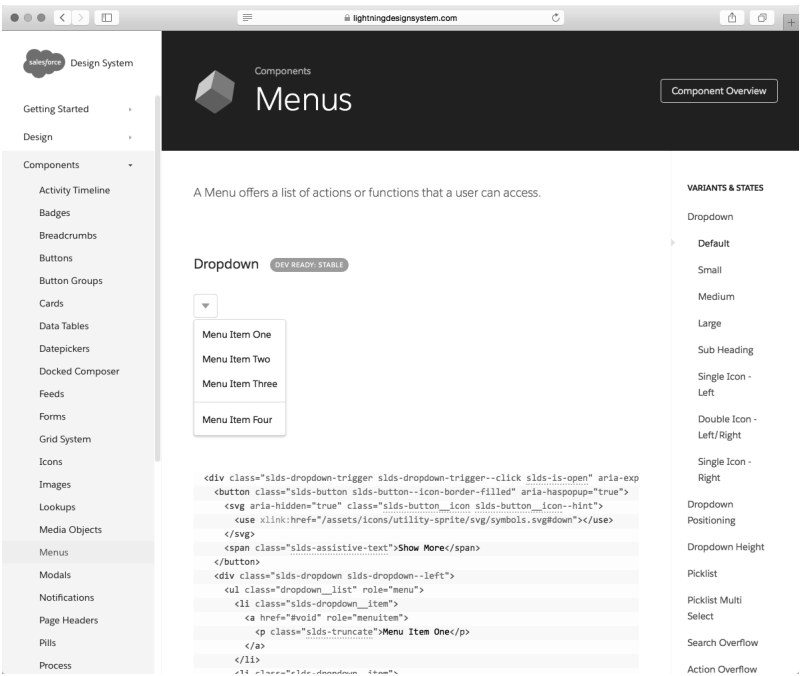 lightningdesignsystem.com
salesforce
Design System
Getting Started
Design
Components
Activity Timeline
Badges
Breadcrumbs
Buttons
Button Groups
Cards
Data Tables
Datepickers
Docked Composer
Feeds
Forms
Grid System
Icons
Images
Lookups
Media Objects
Menus
Modals
Notifications
Page Headers
Pills
Process
Components
Menus
Component Overview
A Menu offers a list of actions or functions that a user can access.
Dropdown
DEV READY: STABLE
Menu Item One
Menu Item Two
Menu Item Three
Menu Item Four
<div class="slds-dropdown-trigger slds-dropdown-trigger--click slds-is-open" aria-exp
<button class="slds-button slds-button--icon-border-filled" aria-haspopup="true">
<svg aria-hidden="true" class="slds-button__icon slds-button__icon--hint">
<use xlink:href="/assets/icons/utility-sprite/svg/symbols.svg#down"></use>
</svg>
<span class="slds-assistive-text">Show More</span>
</button>
<div class="slds-dropdown slds-dropdown--left">
<ul class="dropdown__list" role="menu">
<li class="slds-dropdown__item">
<a href="#void" role="menuitem">
<p class="slds-truncate">Menu Item One</p>
</a>
</li>
<li class="slds-dropdown__item">
VARIANTS & STATES
Dropdown
Default
Small
Medium
Large
Sub Heading
Single Icon -
Left
Double Icon -
Left/Right
Single Icon -
Right
Dropdown
Positioning
Dropdown Height
Picklist
Picklist Multi
Select
Search Overflow
Action Overflow